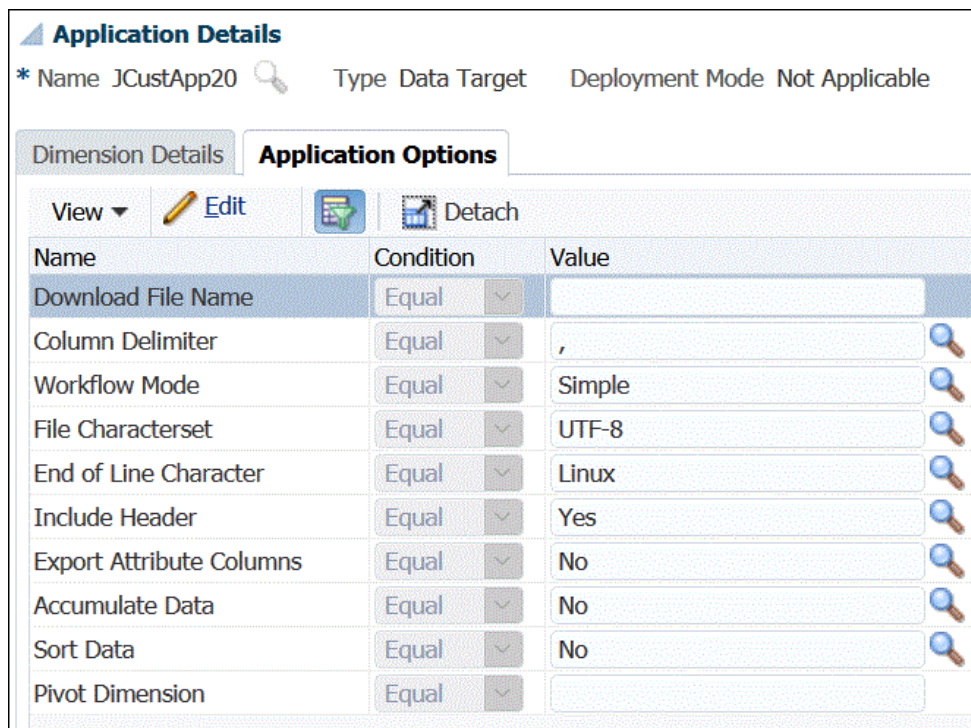 Application Details
* Name JCustApp20 Type Data Target Deployment Mode Not Applicable
Dimension Details Application Options
View Edit Detach
Name Condition Value
Download File Name Equal
Column Delimiter Equal ,
Workflow Mode Equal Simple
File Characterset Equal UTF-8
End of Line Character Equal Linux
Include Header Equal Yes
Export Attribute Columns Equal No
Accumulate Data Equal No
Sort Data Equal No
Pivot Dimension Equal